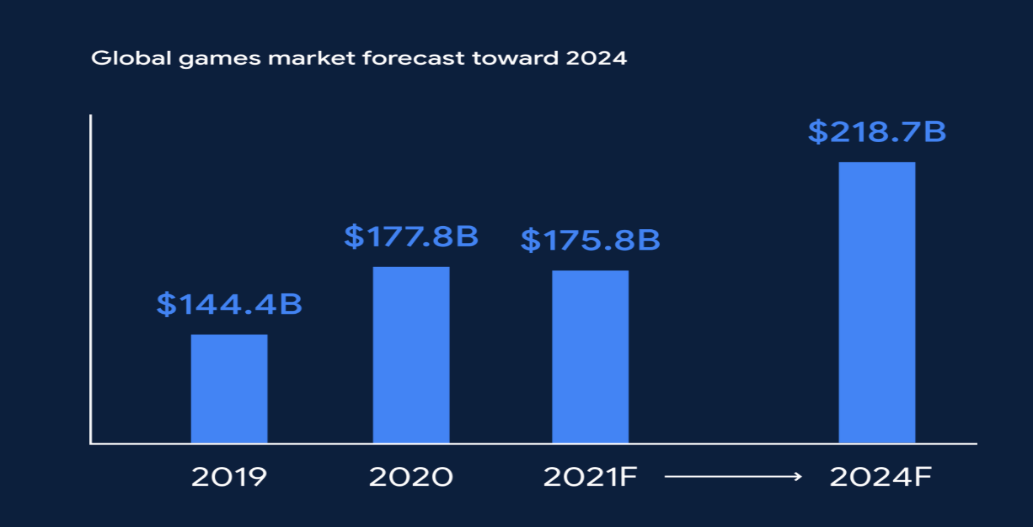 Global games market forecast toward 2024
$218.7B
$177.8B
$175.8B
$144.4B
2019 2020 2021F 2024F